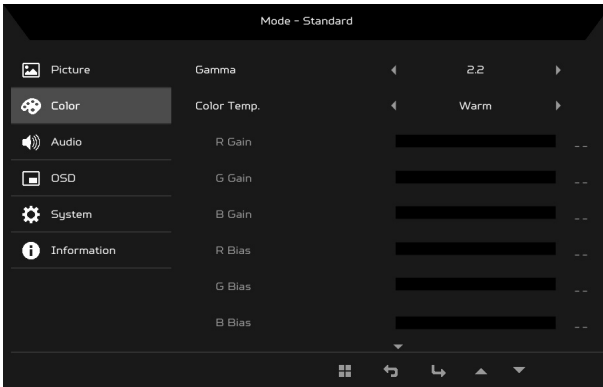 Mode - Standard
Picture
Color
Audio
OSD
System
Information
Gamma 2.2
Color Temp. Warm
R Gain --
G Gain --
B Gain --
R Bias --
G Bias --
B Bias --